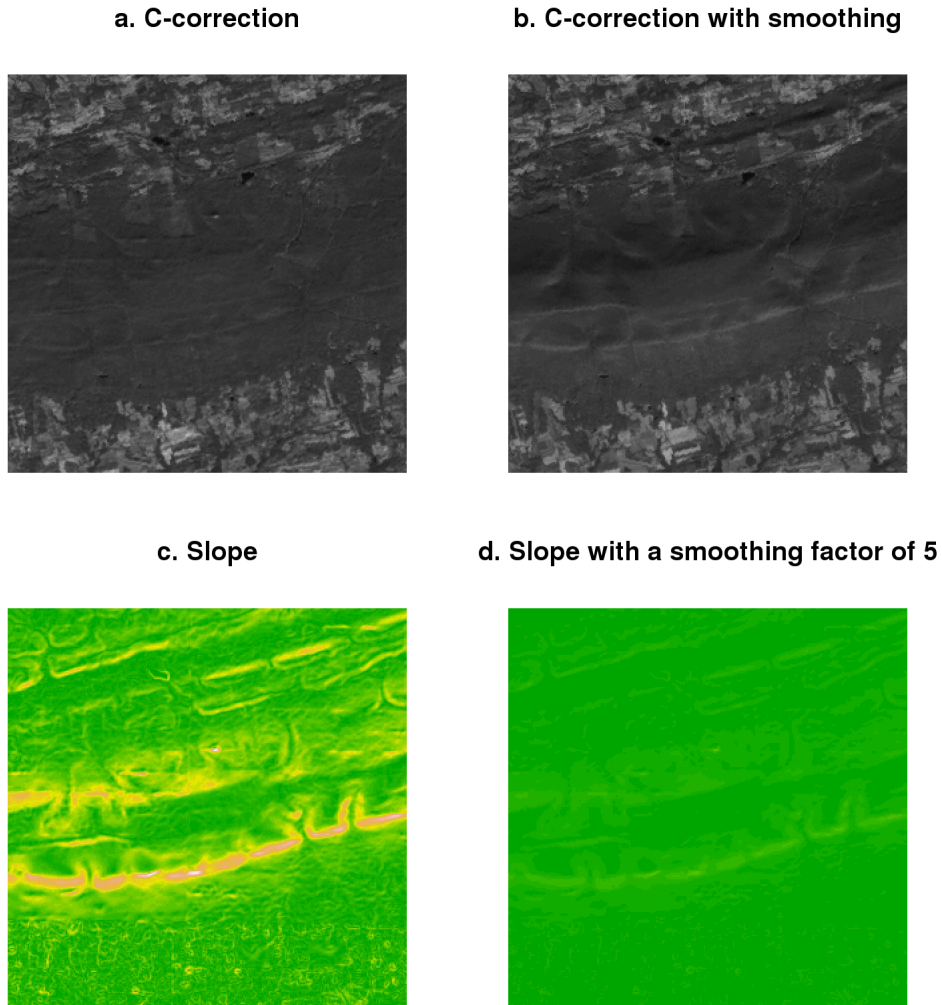 a. C-correction
b. C-correction with smoothing
c. Slope
d. Slope with a smoothing factor of 5